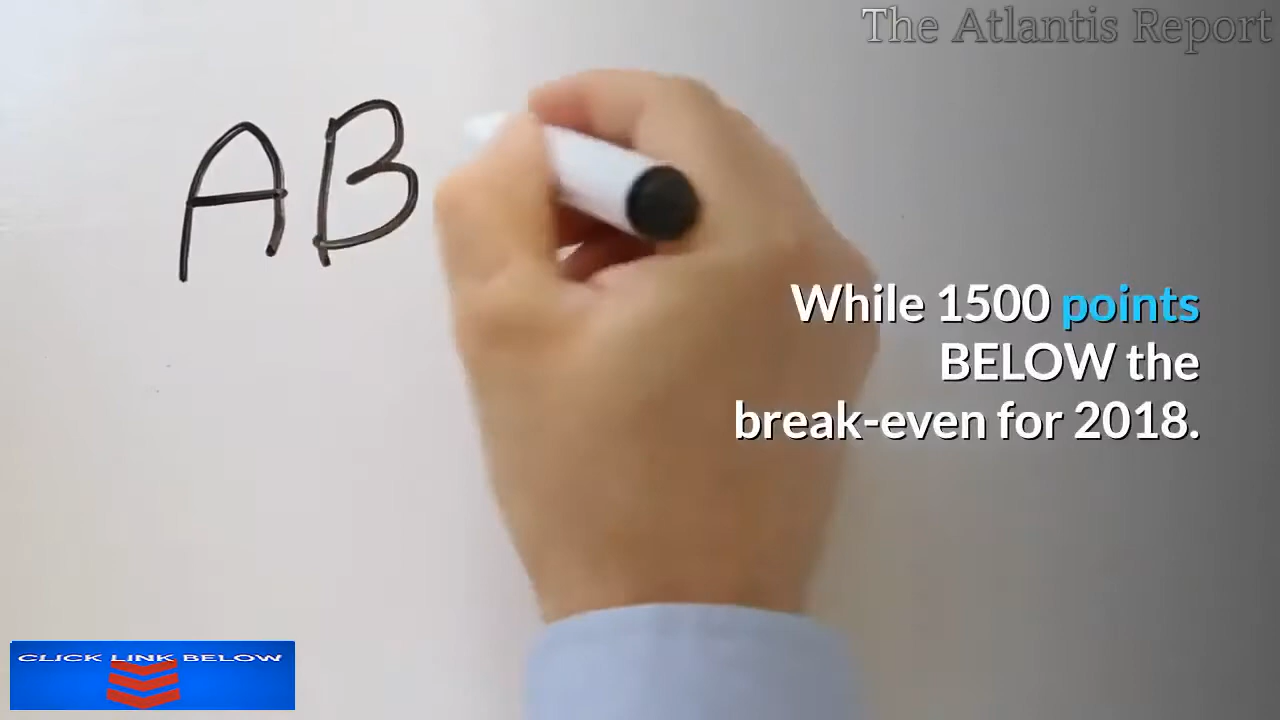 The Atlantis Report
AB
While 1500 points
BELOW the
break-even for 2018.
CLICK LINK BELOW